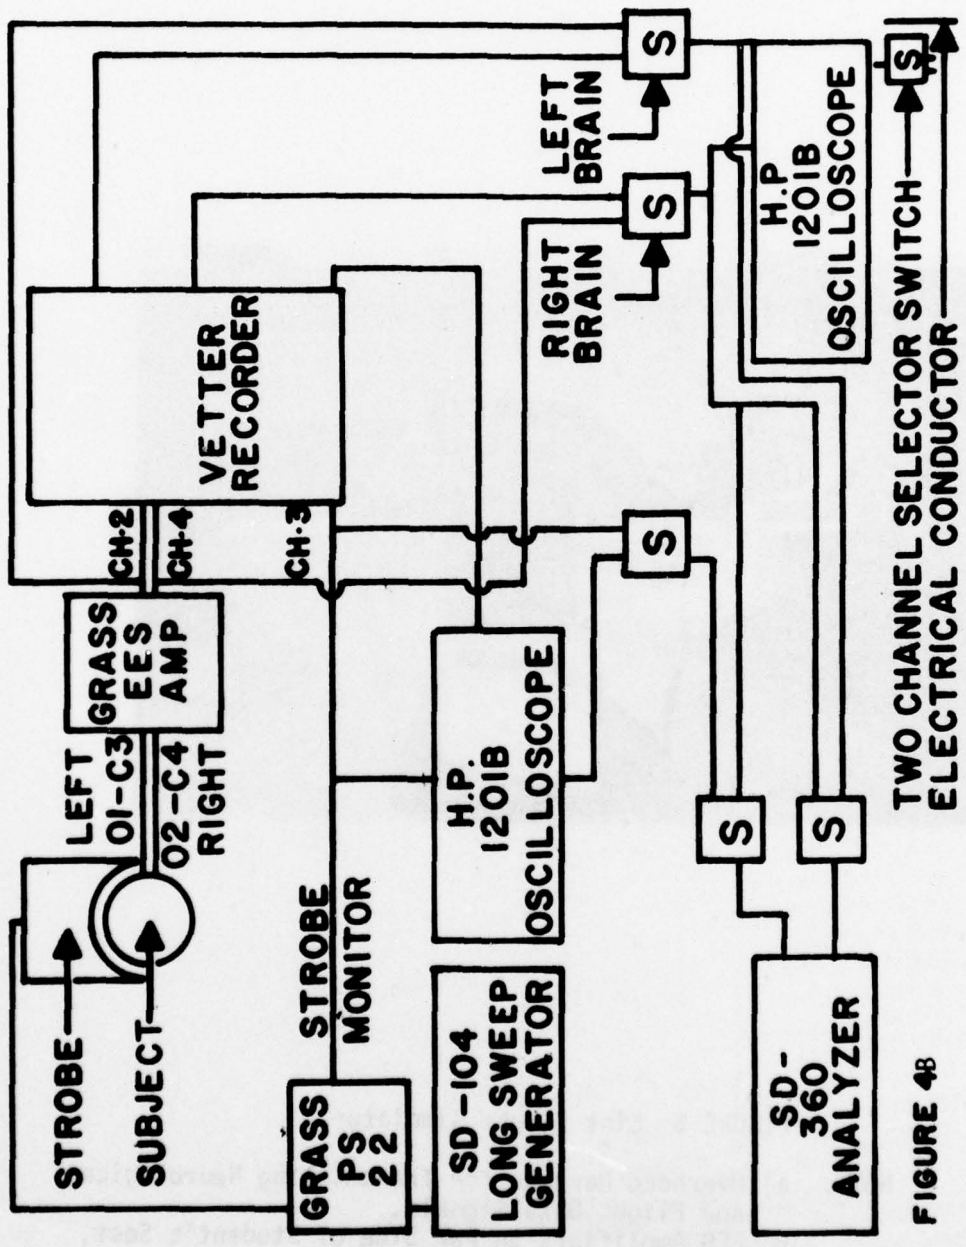 STROBE
SUBJECT
LEFT
01-C3
02-C4
RIGHT
GRASS
EES
AMP
CH-2
CH-4
CH-3
VETTER
RECORDER
GRASS
PS
22
STROBE
MONITOR
SD-104
LONG SWEEP
GENERATOR
H.P.
1201B
OSCILLOSCOPE
S
RIGHT
BRAIN
S
LEFT
BRAIN
S
H.P
1201B
OSCILLOSCOPE
SD-
360
ANALYZER
S
S
TWO CHANNEL SELECTOR SWITCH
S
ELECTRICAL CONDUCTOR
FIGURE 4B